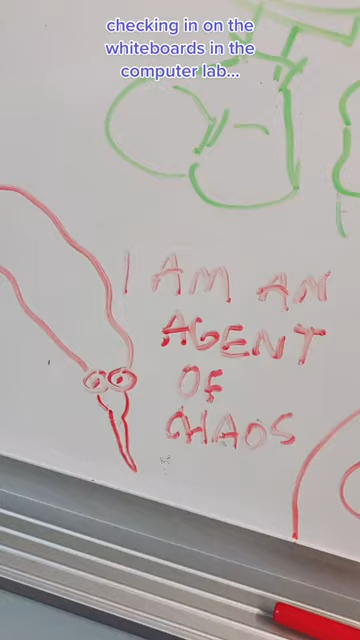 checking in on the
whiteboards in the
computer lab...
I AM AN
AGENT
OF
CHAOS